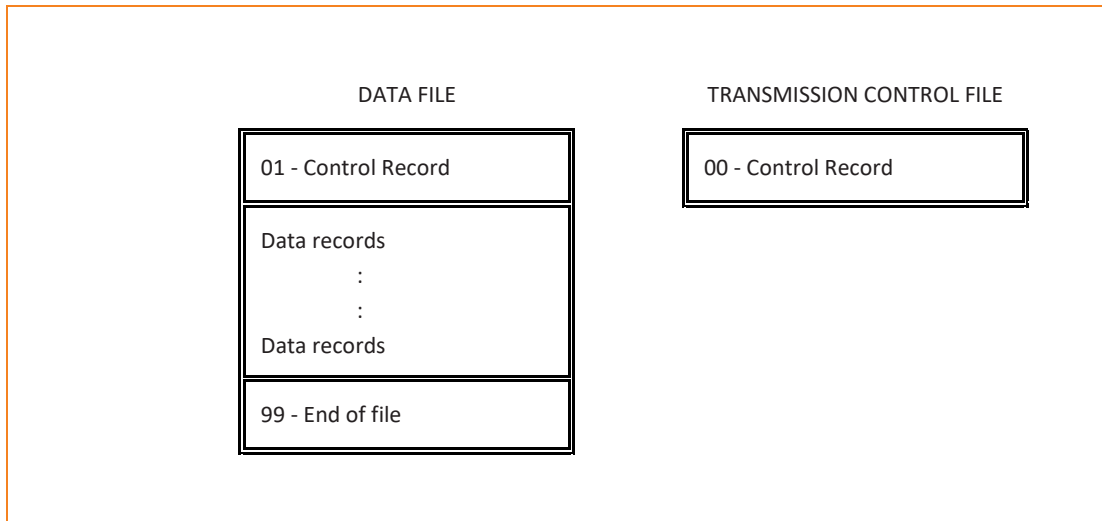 DATA FILE
01 - Control Record
Data records
:
:
Data records
99 - End of file
TRANSMISSION CONTROL FILE
00 - Control Record